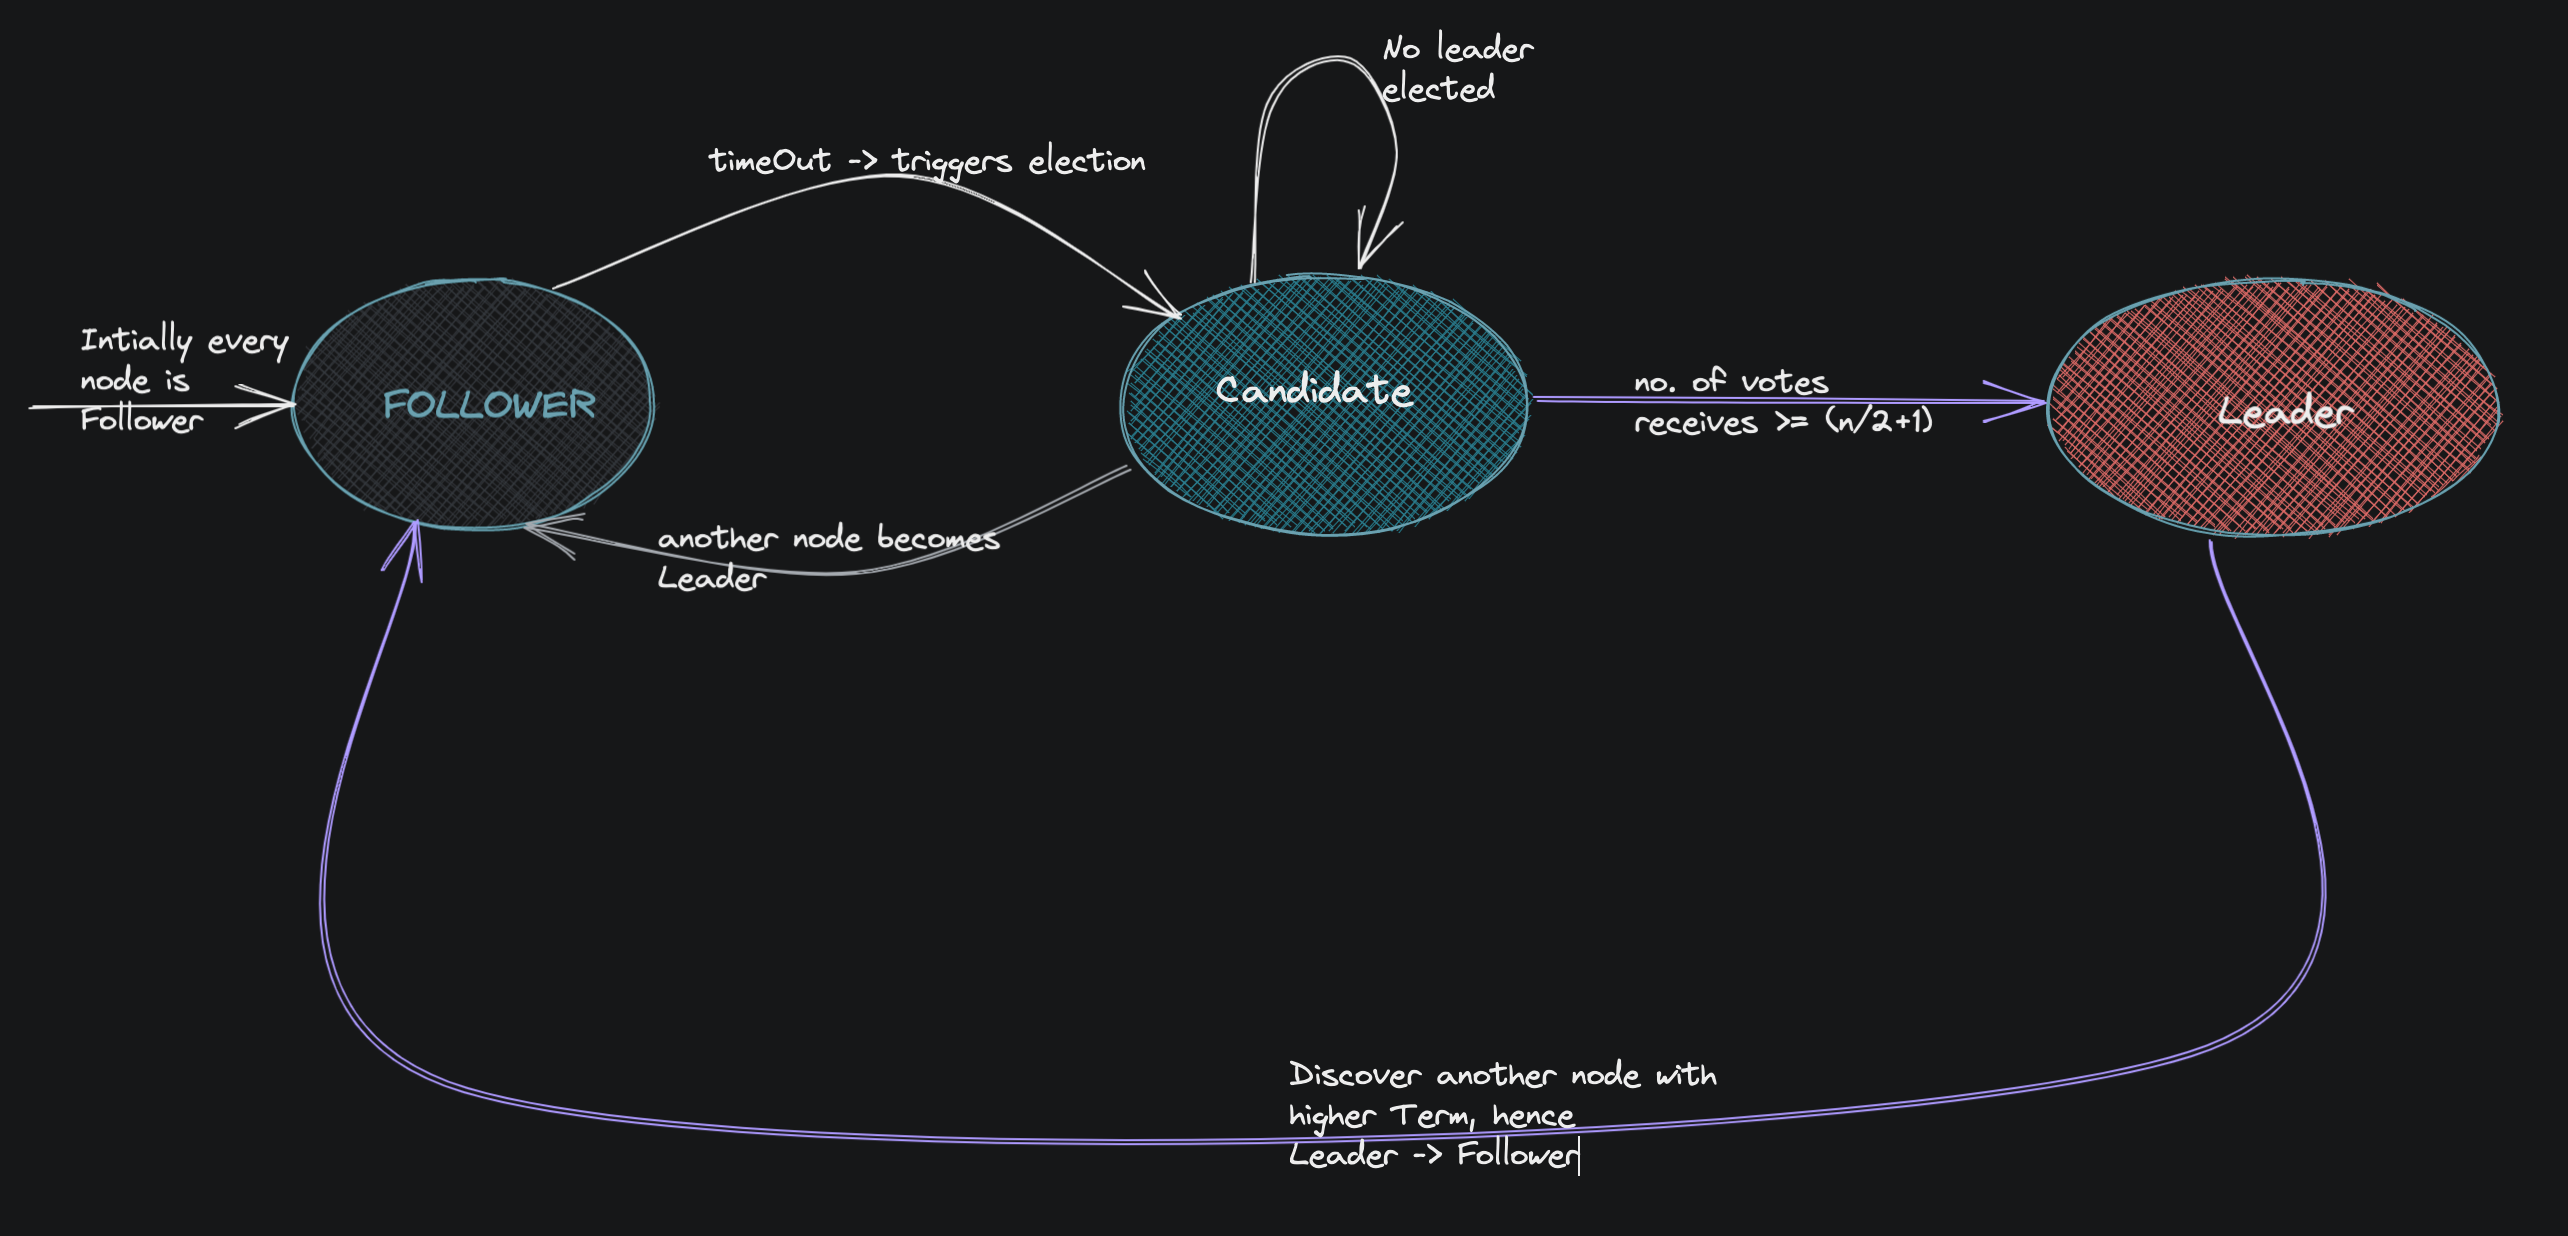 No leader
elected
timeOut -> triggers election
Intially every
node is
Follower
FOLLOWER
Candidate
no. of votes
receives >= (n/2+1)
Leader
another node becomes
Leader
Discover another node with
higher Term, hence
Leader -> Follower